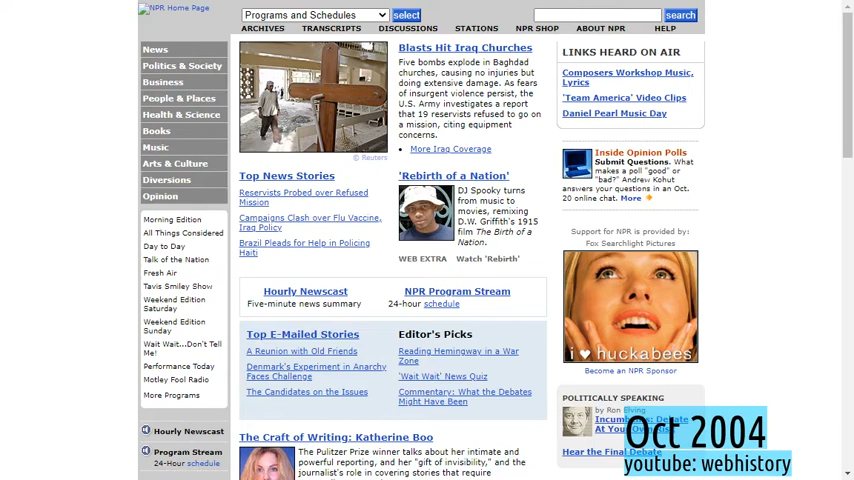 NPR Home Page
Programs and Schedules
select
search
ARCHIVES TRANSCRIPTS DISCUSSIONS STATIONS NPR SHOP ABOUT NPR HELP
News
Politics & Society
Business
People & Places
Health & Science
Books
Music
Arts & Culture
Diversions
Opinion
Morning Edition
All Things Considered
Day to Day
Talk of the Nation
Fresh Air
Tavis Smiley Show
Weekend Edition
Saturday
Weekend Edition
Sunday
Wait Wait...Don't Tell
Me!
Performance Today
Motley Fool Radio
More Programs
Hourly Newscast
Program Stream
24-Hour schedule
© Reuters
Blasts Hit Iraq Churches
Five bombs explode in Baghdad
churches, causing no injuries but
doing extensive damage. As fears
of insurgent violence persist, the
U.S. Army investigates a report
that 19 reservists refused to go on
a mission, citing equipment
concerns.
• More Iraq Coverage
Top News Stories
Reservists Probed over Refused
Mission
Campaigns Clash over Flu Vaccine,
Iraq Policy
Brazil Pleads for Help in Policing
Haiti
'Rebirth of a Nation'
DJ Spooky turns
from music to
movies, remixing
D.W. Griffith's 1915
film The Birth of a
Nation.
WEB EXTRA Watch 'Rebirth'
Hourly Newscast
Five-minute news summary
NPR Program Stream
24-hour schedule
Top E-Mailed Stories
A Reunion with Old Friends
Denmark's Experiment in Anarchy
Faces Challenge
The Candidates on the Issues
Editor's Picks
Reading Hemingway in a War
Zone
'Wait Wait' News Quiz
Commentary: What the Debates
Might Have Been
The Craft of Writing: Katherine Boo
The Pulitzer Prize winner talks about her intimate and
powerful reporting, and her "gift of invisibility," and the
journalist's role in covering stories that require
LINKS HEARD ON AIR
Composers Workshop Music,
Lyrics
'Team America' Video Clips
Daniel Pearl Music Day
Inside Opinion Polls
Submit Questions. What
makes a poll "good" or
"bad?" Andrew Kohut
answers your questions in an Oct.
20 online chat. More
Support for NPR is provided by:
Fox Searchlight Pictures
i ♥ huckabees
Become an NPR Sponsor
POLITICALLY SPEAKING
by Ron Elving
Incumbents: Debate
At Your Own Risk
Hear the Final Debate
Oct 2004
youtube: webhistory